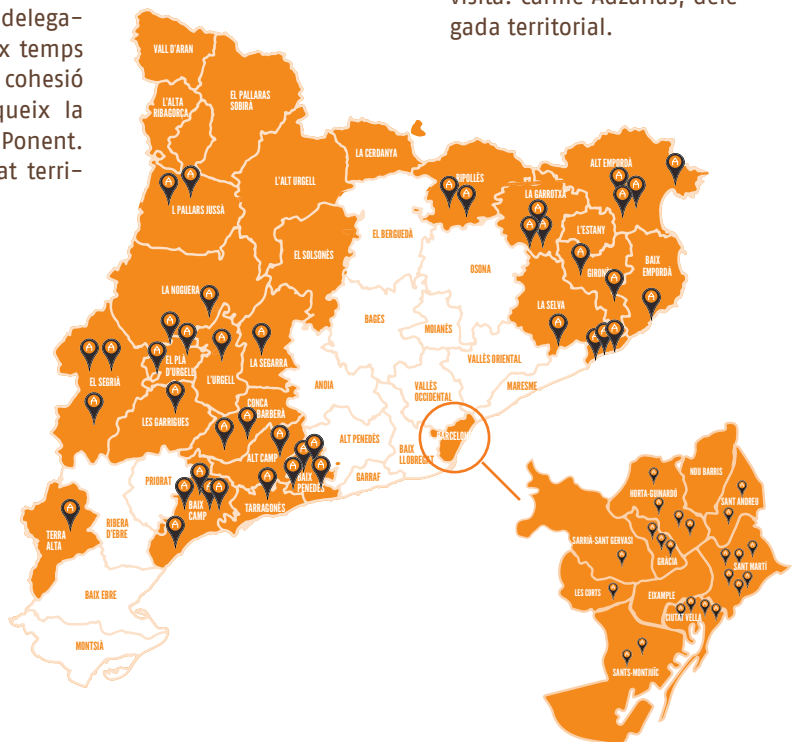 delega-
x temps
cohesió
queix la
Ponent.
at terri-
visita: Carme Adzarias, dele-
gada territorial.
VALL D'ARAN
L'ALTA
RIBAGORÇA
EL PALLARS
SOBIRÀ
LA CERDANYA
L'ALT URGELL
RIPOLLÈS
ALT EMPORDÀ
LA GARROTXA
L PALLARS JUSSÀ
L'ESTANY
EL BERGUEDÀ
EL SOLSONÈS
OSONA
GIRON
BAIX
EMPORDÀ
LA NOGUERA
LA SELVA
BAGES
MOIANÈS
EL PLA
D'URGELL
LA SEGARRA
VALLÈS ORIENTAL
EL SEGRIÀ
L'URGELL
ANOIA
VALLÈS
OCCIDENTAL
MARESME
LES GARRIGUES
CONCA
BARBERÀ
ALT PENEDÈS
BARCELO
ALT CAMP
BAIX
LLOBREGAT
PRIORAT
BAIX
PENEDÈS
GARRAF
BAIX
CAMP
TARRAGONÈS
RIBERA
D'EBRE
TERRA
ALTA
BAIX EBRE
MONTSIÀ
NOU BARRIS
HORTA-GUINARDÓ
SANT ANDREU
SARRIÀ-SANT GERVASI
GRÀCIA
SANT MARTÍ
LES CORTS
EIXAMPLE
CIUTAT VELLA
SANTS-MONTJUÏC